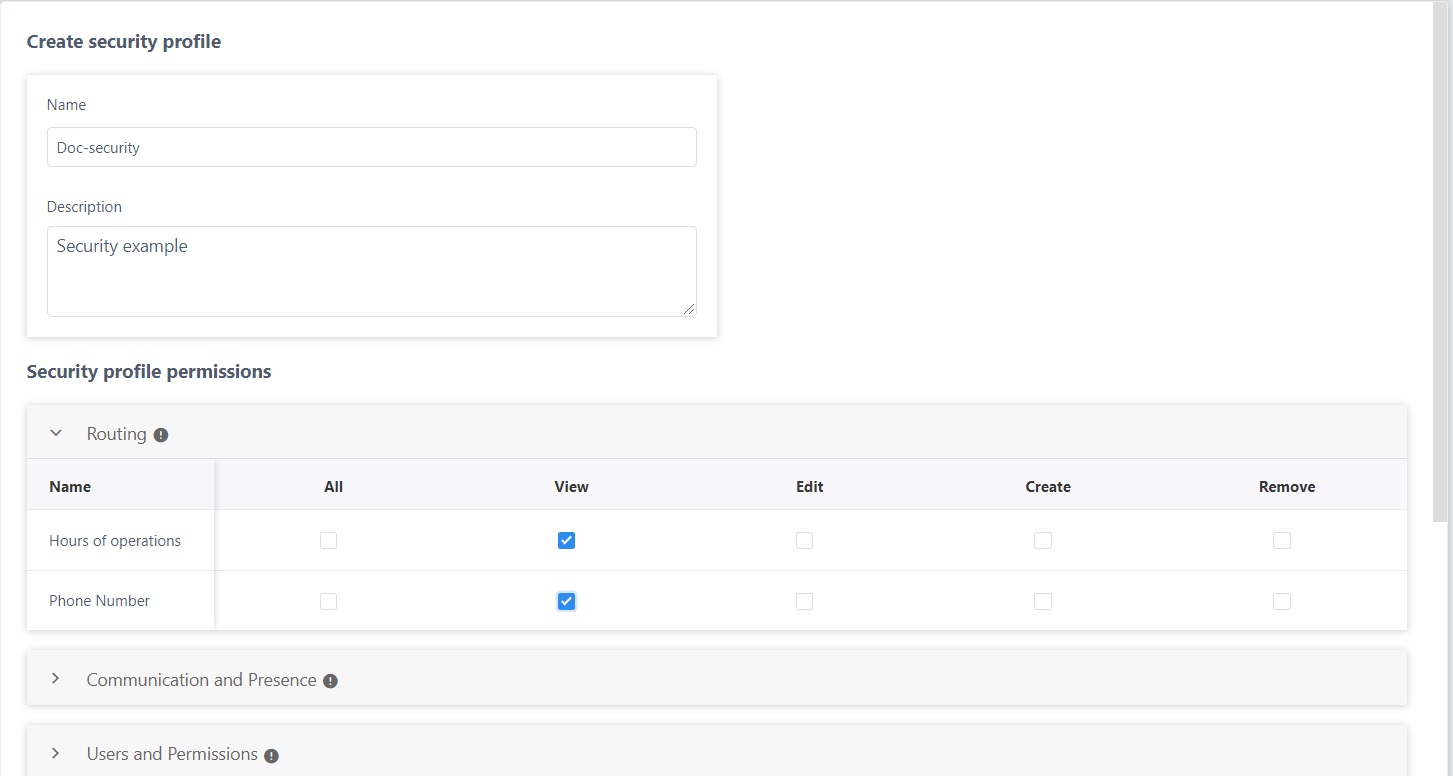 Create security profile
Name
Doc-security
Description
Security example
Security profile permissions
Routing
Name All View Edit Create Remove
Hours of operations
Phone Number
Communication and Presence
Users and Permissions